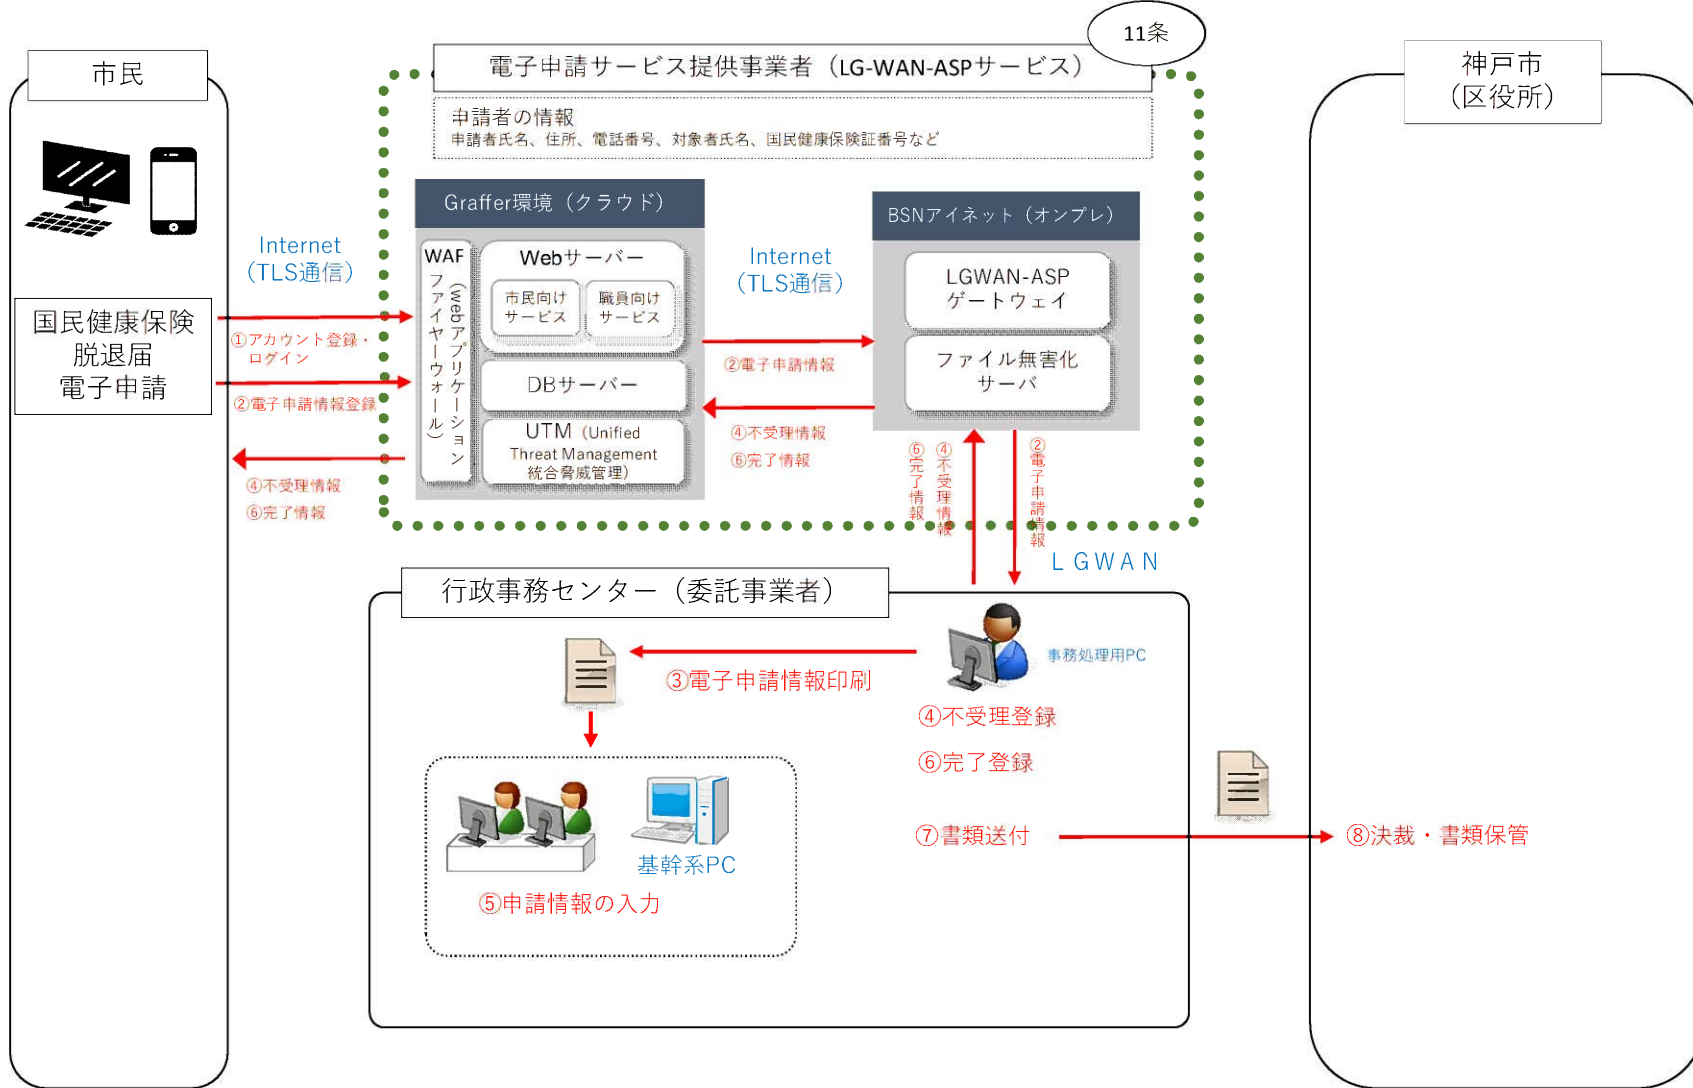 11条
市民
電子申請サービス提供事業者（LG-WAN-ASPサービス）
神戸市
（区役所）
申請者の情報
申請者氏名、住所、電話番号、対象者氏名、国民健康保険証番号など
Graffer環境（クラウド）
BSNアイネット（オンプレ）
Internet
（TLS通信）
WAF
（webアプリケーション
ファイヤーウォール）
Webサーバー
市民向け
サービス
職員向け
サービス
DBサーバー
UTM（Unified
Threat Management
統合脅威管理）
Internet
（TLS通信）
LGWAN-ASP
ゲートウェイ
ファイル無害化
サーバ
国民健康保険
脱退届
電子申請
①アカウント登録・
ログイン
②電子申請情報登録
④不受理情報
⑥完了情報
②電子申請情報
④不受理情報
⑥完了情報
⑥完了情報
④不受理情報
②電子申請情報
ＬＧＷＡＮ
行政事務センター（委託事業者）
事務処理用PC
③電子申請情報印刷
④不受理登録
⑥完了登録
基幹系PC
⑤申請情報の入力
⑦書類送付
⑧決裁・書類保管